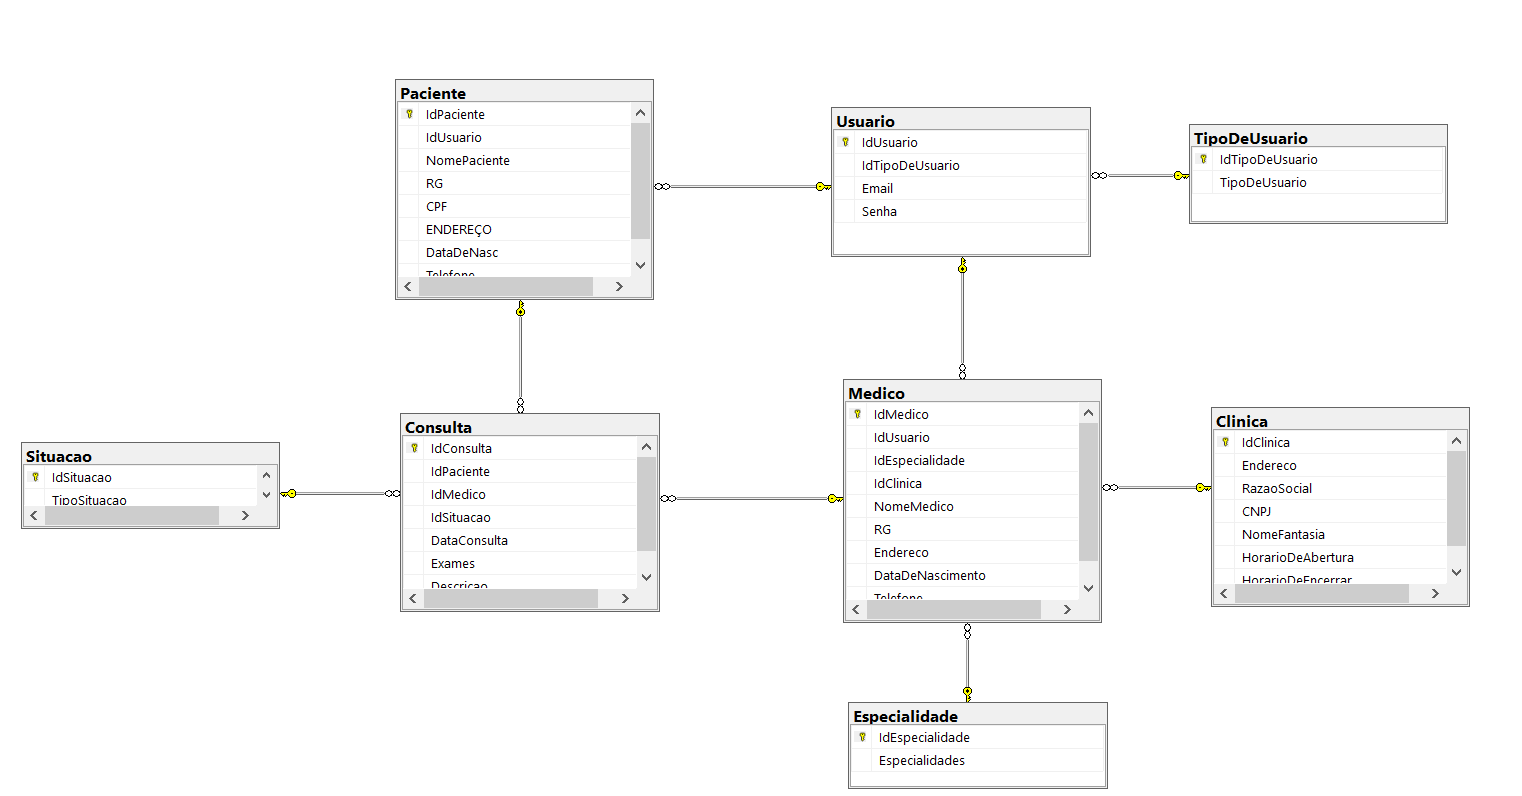 Paciente
IdPaciente
IdUsuario
NomePaciente
RG
CPF
ENDEREÇO
DataDeNasc
Telefone
Usuario
IdUsuario
IdTipoDeUsuario
Email
Senha
TipoDeUsuario
IdTipoDeUsuario
TipoDeUsuario
Situacao
IdSituacao
TipoSituacao
Consulta
IdConsulta
IdPaciente
IdMedico
IdSituacao
DataConsulta
Exames
Descricao
Medico
IdMedico
IdUsuario
IdEspecialidade
IdClinica
NomeMedico
RG
Endereco
DataDeNascimento
Telefone
Clinica
IdClinica
Endereco
RazaoSocial
CNPJ
NomeFantasia
HorarioDeAbertura
HorarioDeEncerrar
Especialidade
IdEspecialidade
Especialidades